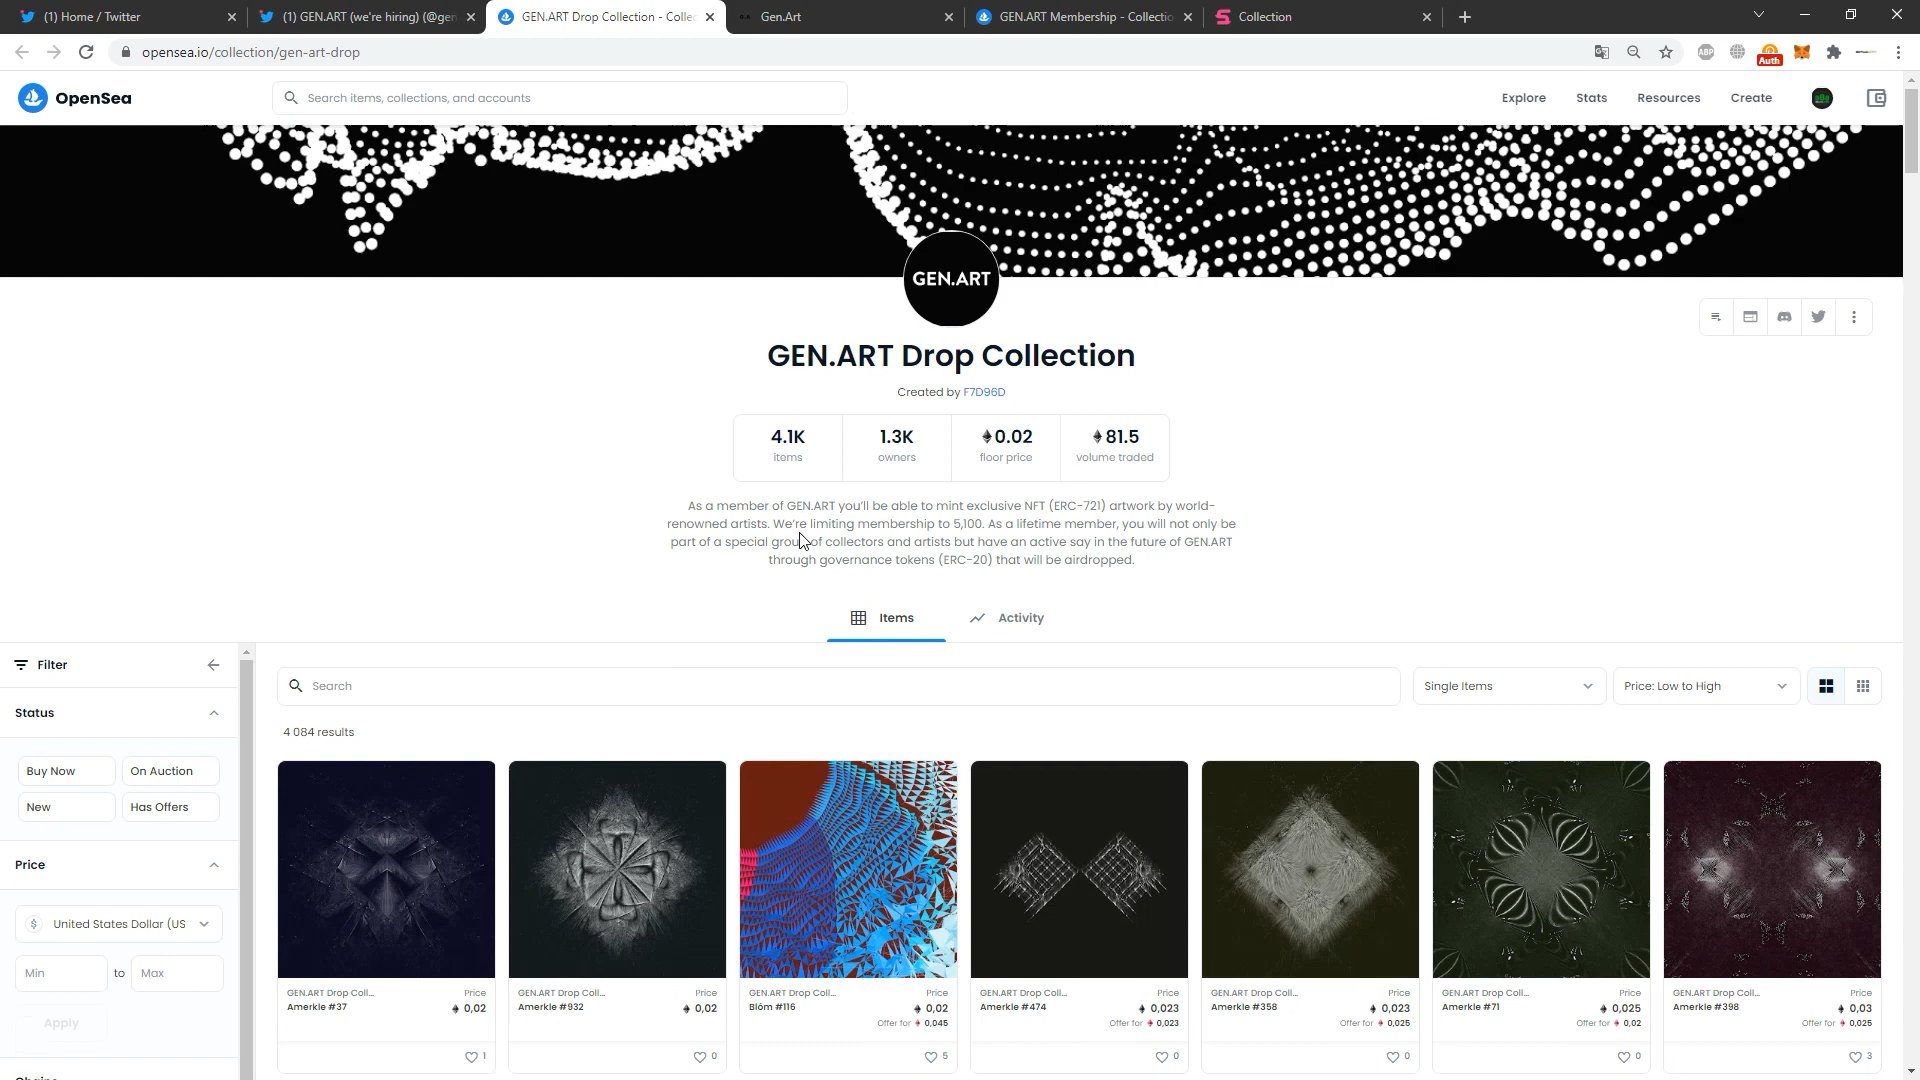 (1) Home / Twitter
(1) GEN.ART (we're hiring) (@gen
GEN.ART Drop Collection - Collec
Gen.Art
GEN.ART Membership - Collectio
Collection
opensea.io/collection/gen-art-drop
ABP
Auth
OpenSea
Search items, collections, and accounts
Explore
Stats
Resources
Create
GEN.ART
GEN.ART Drop Collection
Created by F7D96D
4.1K
1.3K
0.02
81.5
items
owners
floor price
volume traded
As a member of GEN.ART you'll be able to mint exclusive NFT (ERC-721) artwork by world-
renowned artists. We're limiting membership to 5,100. As a lifetime member, you will not only be
part of a special group of collectors and artists but have an active say in the future of GEN.ART
through governance tokens (ERC-20) that will be airdropped.
Items
Activity
Filter
Search
Single Items
Price: Low to High
Status
4 084 results
Buy Now
On Auction
New
Has Offers
Price
United States Dollar (US
Min
to
Max
Apply
GEN.ART Drop Coll... Price
Amerkle #37 0,02
1
GEN.ART Drop Coll... Price
Amerkle #932 0,02
0
GEN.ART Drop Coll... Price
Blóm #116 0,02
Offer for 0,045
5
GEN.ART Drop Coll... Price
Amerkle #474 0,023
Offer for 0,023
0
GEN.ART Drop Coll... Price
Amerkle #358 0,023
Offer for 0,025
0
GEN.ART Drop Coll... Price
Amerkle #71 0,025
Offer for 0,02
0
GEN.ART Drop Coll... Price
Amerkle #398 0,03
Offer for 0,025
3